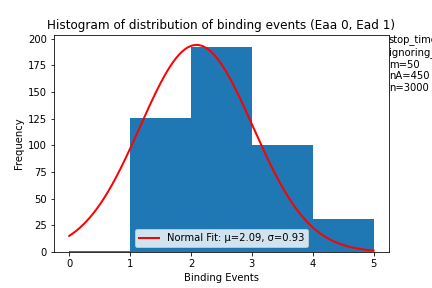 Histogram of distribution of binding events (Eaa 0, Ead 1)
200
175
150
125
100
75
50
25
0
Frequency
0 1 2 3 4 5
Binding Events
Normal Fit: μ=2.09, σ=0.93
m=50
nA=450
n=3000